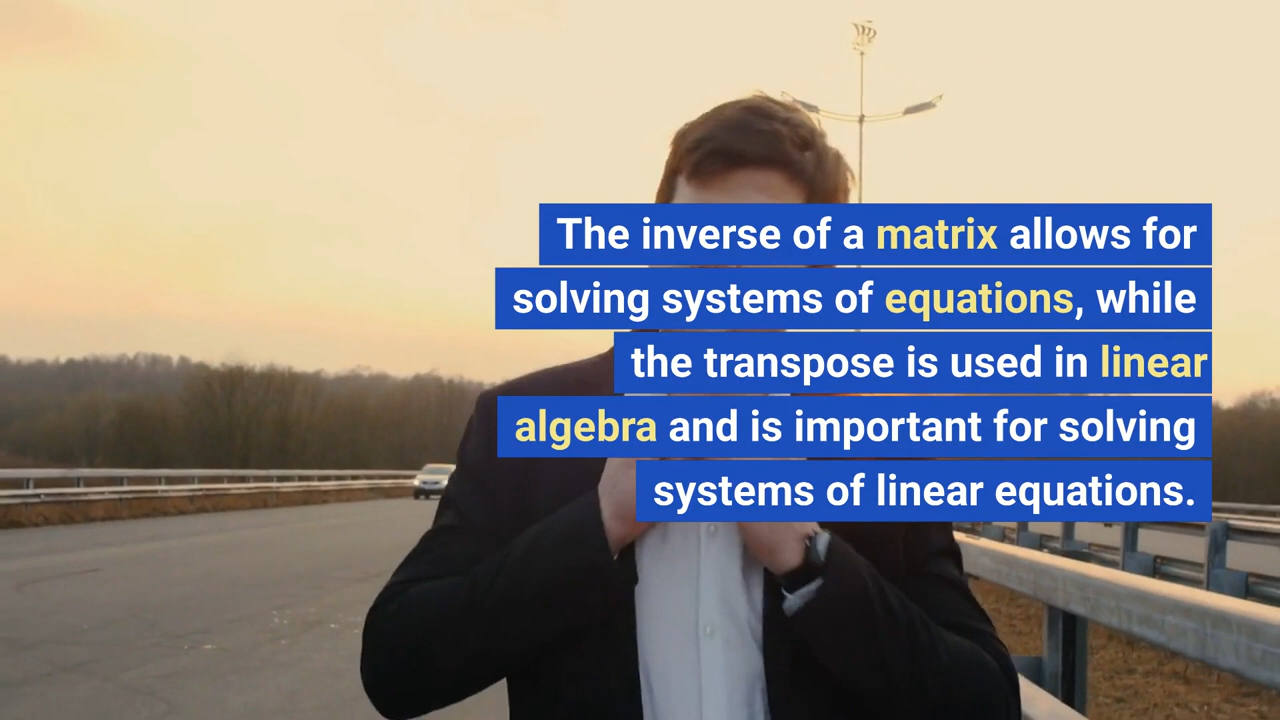 The inverse of a matrix allows for
solving systems of equations, while
the transpose is used in linear
algebra and is important for solving
systems of linear equations.